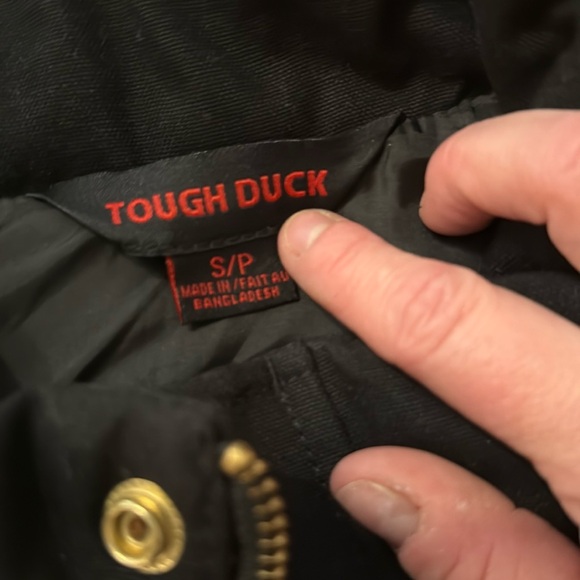 TOUGH DUCK
S/P
MADE IN/FAIT AU
BANGLADESH